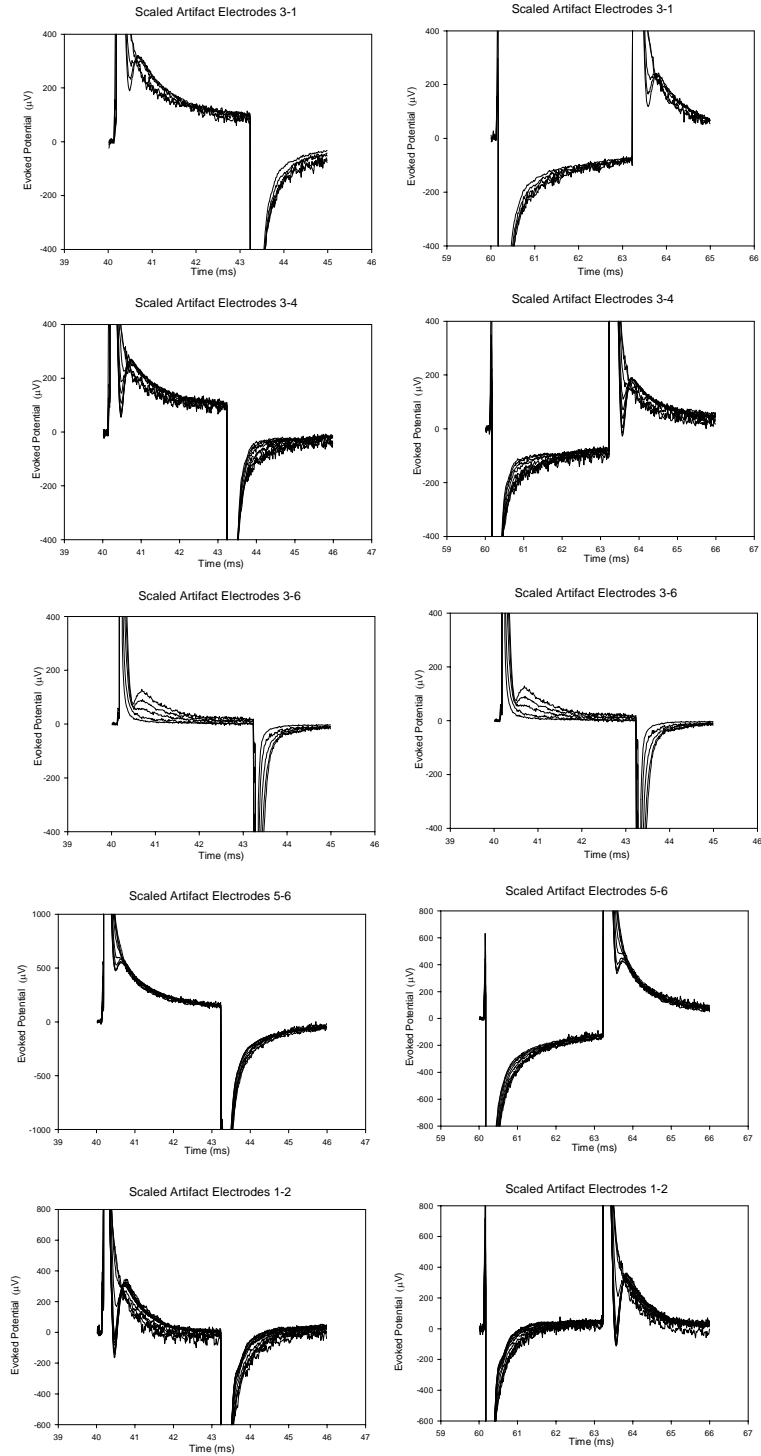 Scaled Artifact Electrodes 3-1
Evoked Potential (µV)
400
200
0
-200
-400
39 40 41 42 43 44 45 46
Time (ms)
Scaled Artifact Electrodes 3-1
Evoked Potential (µV)
400
200
0
-200
-400
59 60 61 62 63 64 65 66
Time (ms)
Scaled Artifact Electrodes 3-4
Evoked Potential (µV)
400
200
0
-200
-400
39 40 41 42 43 44 45 46 47
Time (ms)
Scaled Artifact Electrodes 3-4
Evoked Potential (µV)
400
200
0
-200
-400
59 60 61 62 63 64 65 66 67
Time (ms)
Scaled Artifact Electrodes 3-6
Evoked Potential (µV)
400
200
0
-200
-400
39 40 41 42 43 44 45 46
Time (ms)
Scaled Artifact Electrodes 3-6
Evoked Potential (µV)
400
200
0
-200
-400
39 40 41 42 43 44 45 46
Time (ms)
Scaled Artifact Electrodes 5-6
Evoked Potential (µV)
1000
500
0
-500
-1000
39 40 41 42 43 44 45 46 47
Time (ms)
Scaled Artifact Electrodes 5-6
Evoked Potential (µV)
800
600
400
200
0
-200
-400
-600
-800
59 60 61 62 63 64 65 66 67
Time (ms)
Scaled Artifact Electrodes 1-2
Evoked Potential (µV)
800
600
400
200
0
-200
-400
-600
39 40 41 42 43 44 45 46 47
Time (ms)
Scaled Artifact Electrodes 1-2
Evoked Potential (µV)
800
600
400
200
0
-200
-400
-600
59 60 61 62 63 64 65 66 67
Time (ms)